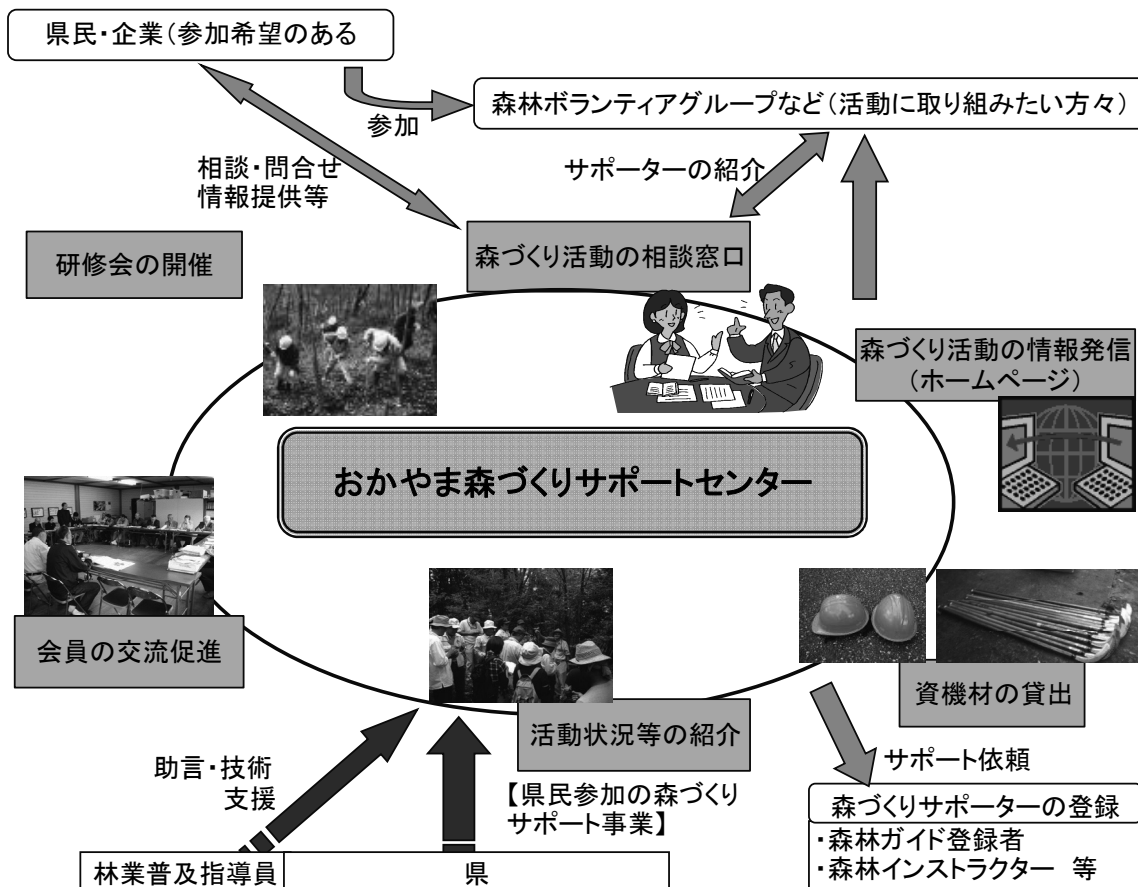 県民・企業(参加希望のある
森林ボランティアグループなど(活動に取り組みたい方々)
参加
相談・問合せ
情報提供等
サポーターの紹介
研修会の開催
森づくり活動の相談窓口
森づくり活動の情報発信
(ホームページ)
おかやま森づくりサポートセンター
会員の交流促進
資機材の貸出
活動状況等の紹介
助言・技術
支援
【県民参加の森づくり
サポート事業】
サポート依頼
森づくりサポーターの登録
・森林ガイド登録者
・森林インストラクター 等
林業普及指導員
県